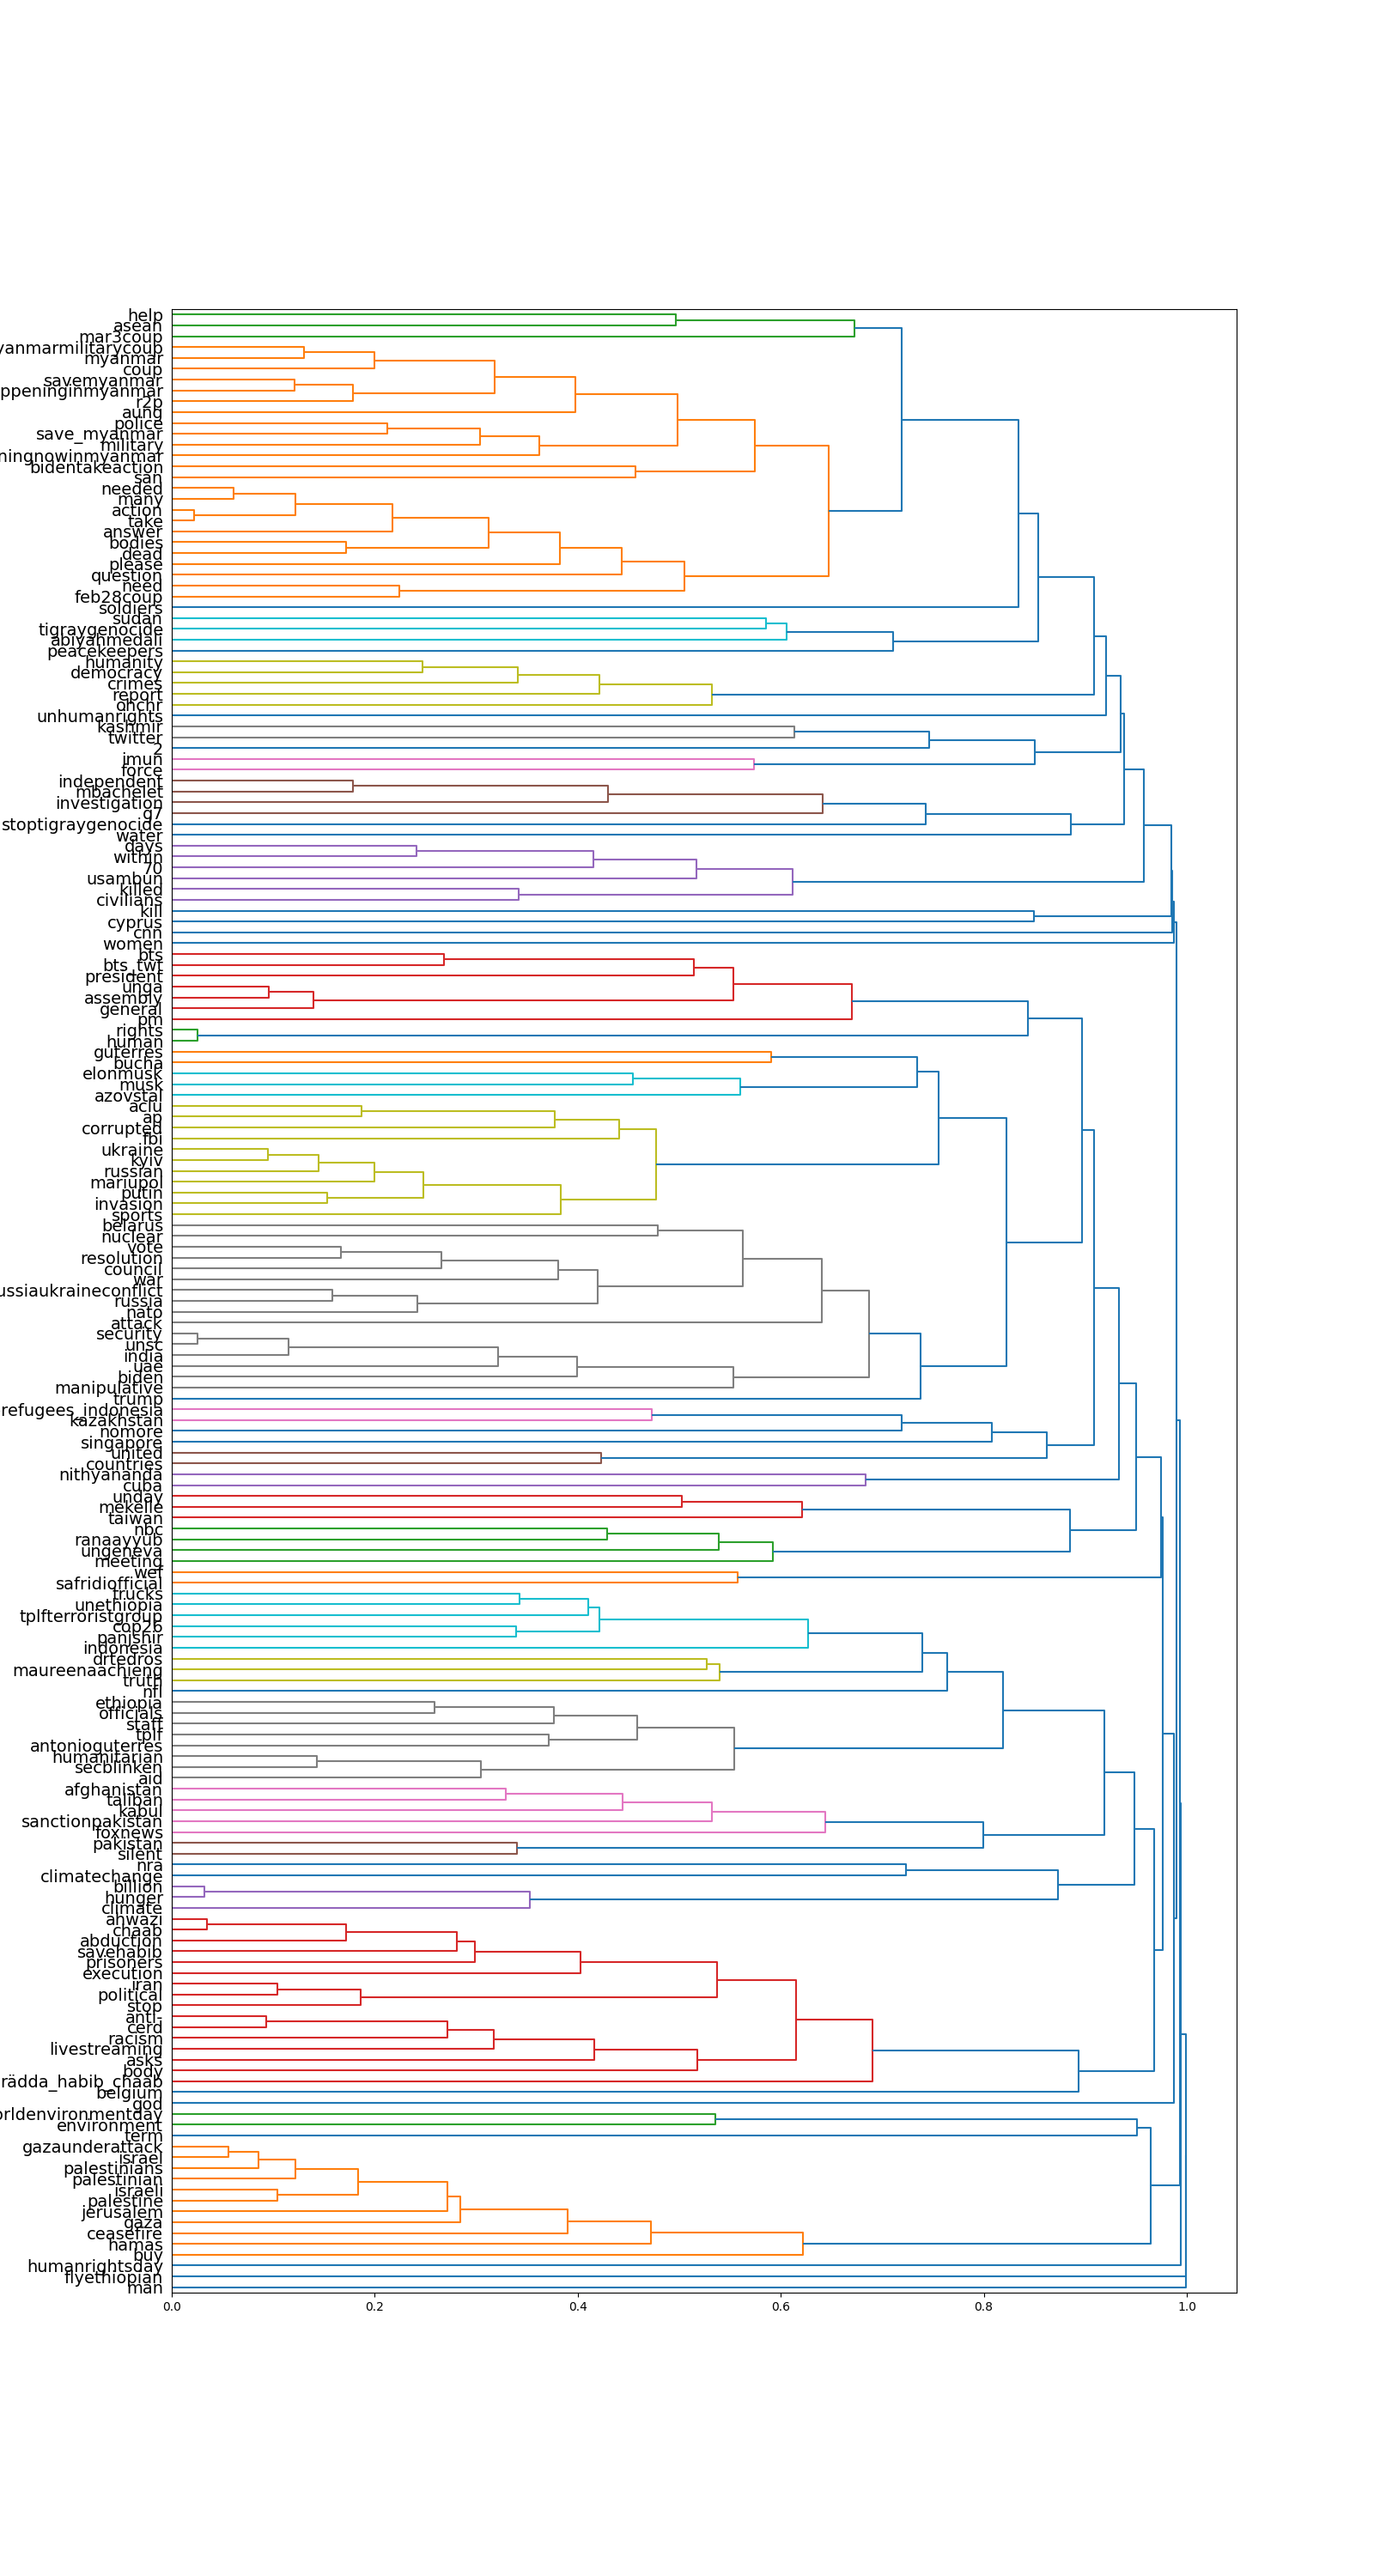 help
asean
mar3coup
yanmarmilitarycoup
myanmar
coup
savemyanmar
ppeninginmyanmar
r2p
aung
police
save_myanmar
military
ningnowinmyanmar
bidentakeaction
san
needed
many
action
take
answer
bodies
dead
please
question
need
feb28coup
soldiers
sudan
tigraygenocide
abiyahmedali
peacekeepers
humanity
democracy
crimes
report
ohchr
unhumanrights
kashmir
twitter
2
imun
force
independent
mbachelet
investigation
g7
stoptigraygenocide
water
days
within
70
usambun
killed
civilians
kill
cyprus
cnn
women
bts
bts_twt
president
unga
assembly
general
pm
rights
human
guterres
bucha
elonmusk
musk
azovstal
aclu
ap
corrupted
fbi
ukraine
kyiv
russian
mariupol
putin
invasion
sports
belarus
nuclear
vote
resolution
council
war
ussiaukraineconflict
russia
nato
attack
security
unsc
india
uae
biden
manipulative
trump
refugees_indonesia
kazakhstan
nomore
singapore
united
countries
nithyananda
cuba
unday
mekelle
taiwan
nbc
ranaayyub
ungeneva
meeting
wef
safridiofficial
trucks
unethiopia
tplfterroristgroup
cop26
panjshir
indonesia
drtedros
maureenaachieng
truth
nfl
ethiopia
officials
staff
tplf
antonioguterres
humanitarian
secblinken
aid
afghanistan
taliban
kabul
sanctionpakistan
foxnews
pakistan
silent
nra
climatechange
billion
hunger
climate
ahwazi
chaab
abduction
savehabib
prisoners
execution
iran
political
stop
anti-
cerd
racism
livestreaming
asks
body
rädda_habib_chaab
belgium
god
orldenvironmentday
environment
term
gazaunderattack
israel
palestinians
palestinian
israeli
palestine
jerusalem
gaza
ceasefire
hamas
buy
humanrightsday
flyethiopian
man
0.0 0.2 0.4 0.6 0.8 1.0